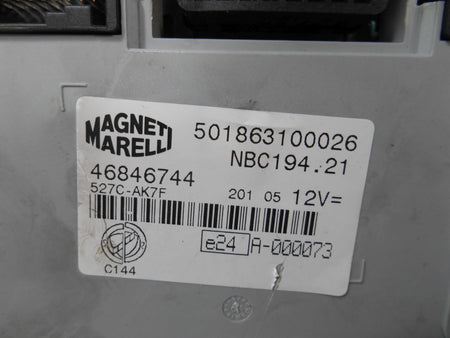 MAGNETI
MARELLI
501863100026
NBC194.21
46846744
527C-AK7F
201 05 12V=
e24 A-000073
C144